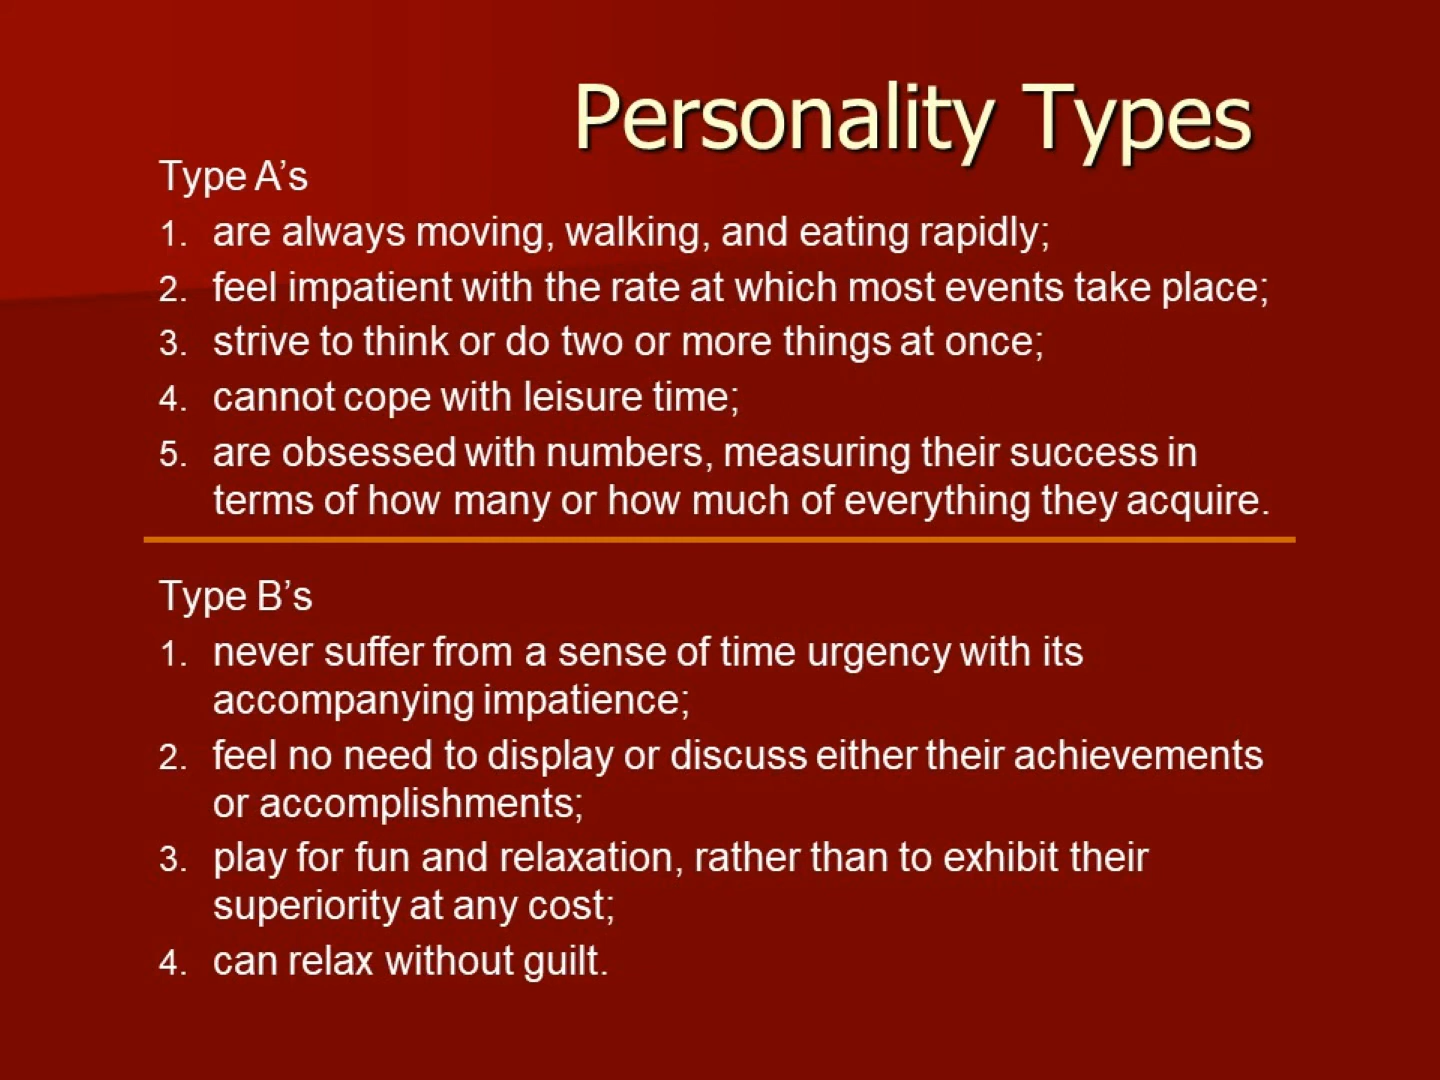 Personality Types
Type A’s
1. are always moving, walking, and eating rapidly;
2. feel impatient with the rate at which most events take place;
3. strive to think or do two or more things at once;
4. cannot cope with leisure time;
5. are obsessed with numbers, measuring their success in
terms of how many or how much of everything they acquire.
Type B’s
1. never suffer from a sense of time urgency with its
accompanying impatience;
2. feel no need to display or discuss either their achievements
or accomplishments;
3. play for fun and relaxation, rather than to exhibit their
superiority at any cost;
4. can relax without guilt.